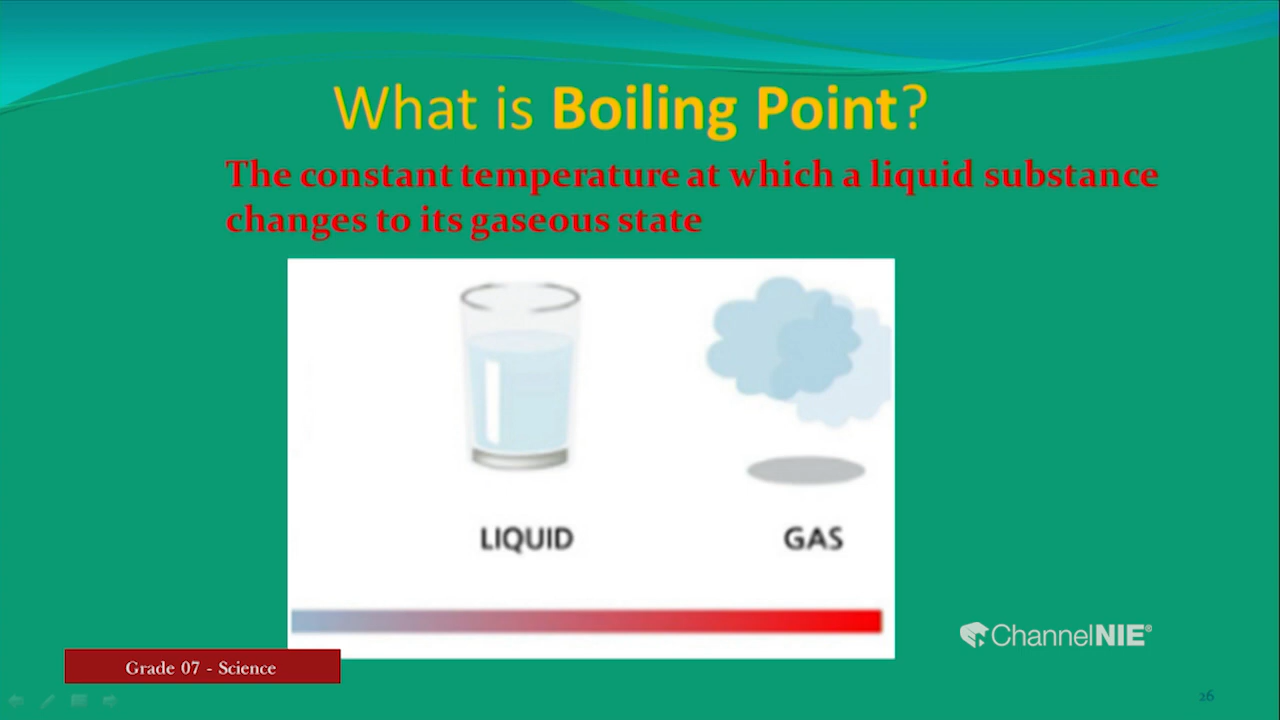 What is Boiling Point?
The constant temperature at which a liquid substance
changes to its gaseous state
LIQUID
GAS
ChannelNIE®
Grade 07 - Science
26